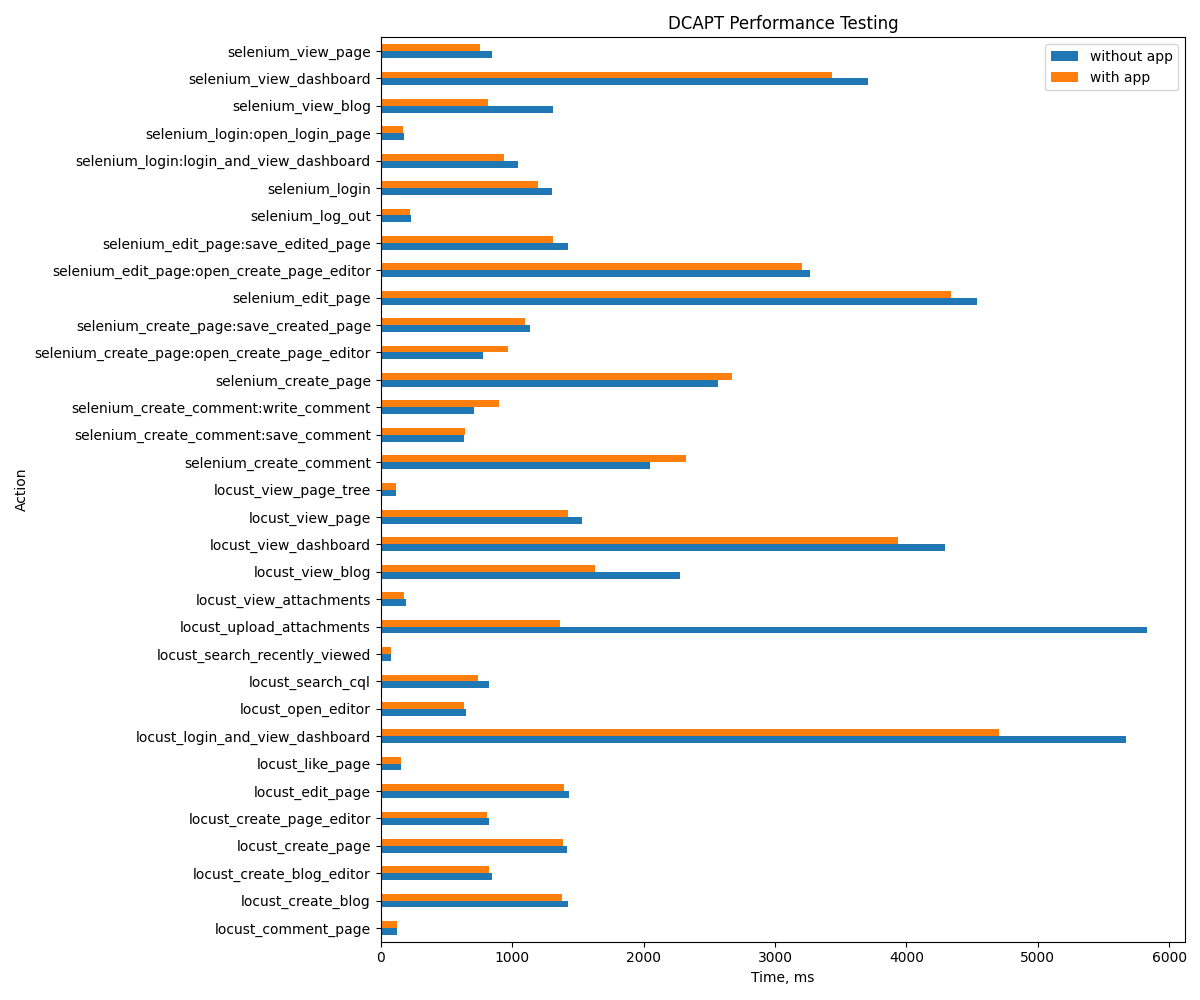 DCAPT Performance Testing
without app
with app
selenium_view_page
selenium_view_dashboard
selenium_view_blog
selenium_login:open_login_page
selenium_login:login_and_view_dashboard
selenium_login
selenium_log_out
selenium_edit_page:save_edited_page
selenium_edit_page:open_create_page_editor
selenium_edit_page
selenium_create_page:save_created_page
selenium_create_page:open_create_page_editor
selenium_create_page
selenium_create_comment:write_comment
selenium_create_comment:save_comment
selenium_create_comment
locust_view_page_tree
locust_view_page
locust_view_dashboard
locust_view_blog
locust_view_attachments
locust_upload_attachments
locust_search_recently_viewed
locust_search_cql
locust_open_editor
locust_login_and_view_dashboard
locust_like_page
locust_edit_page
locust_create_page_editor
locust_create_page
locust_create_blog_editor
locust_create_blog
locust_comment_page
Action
0 1000 2000 3000 4000 5000 6000
Time, ms